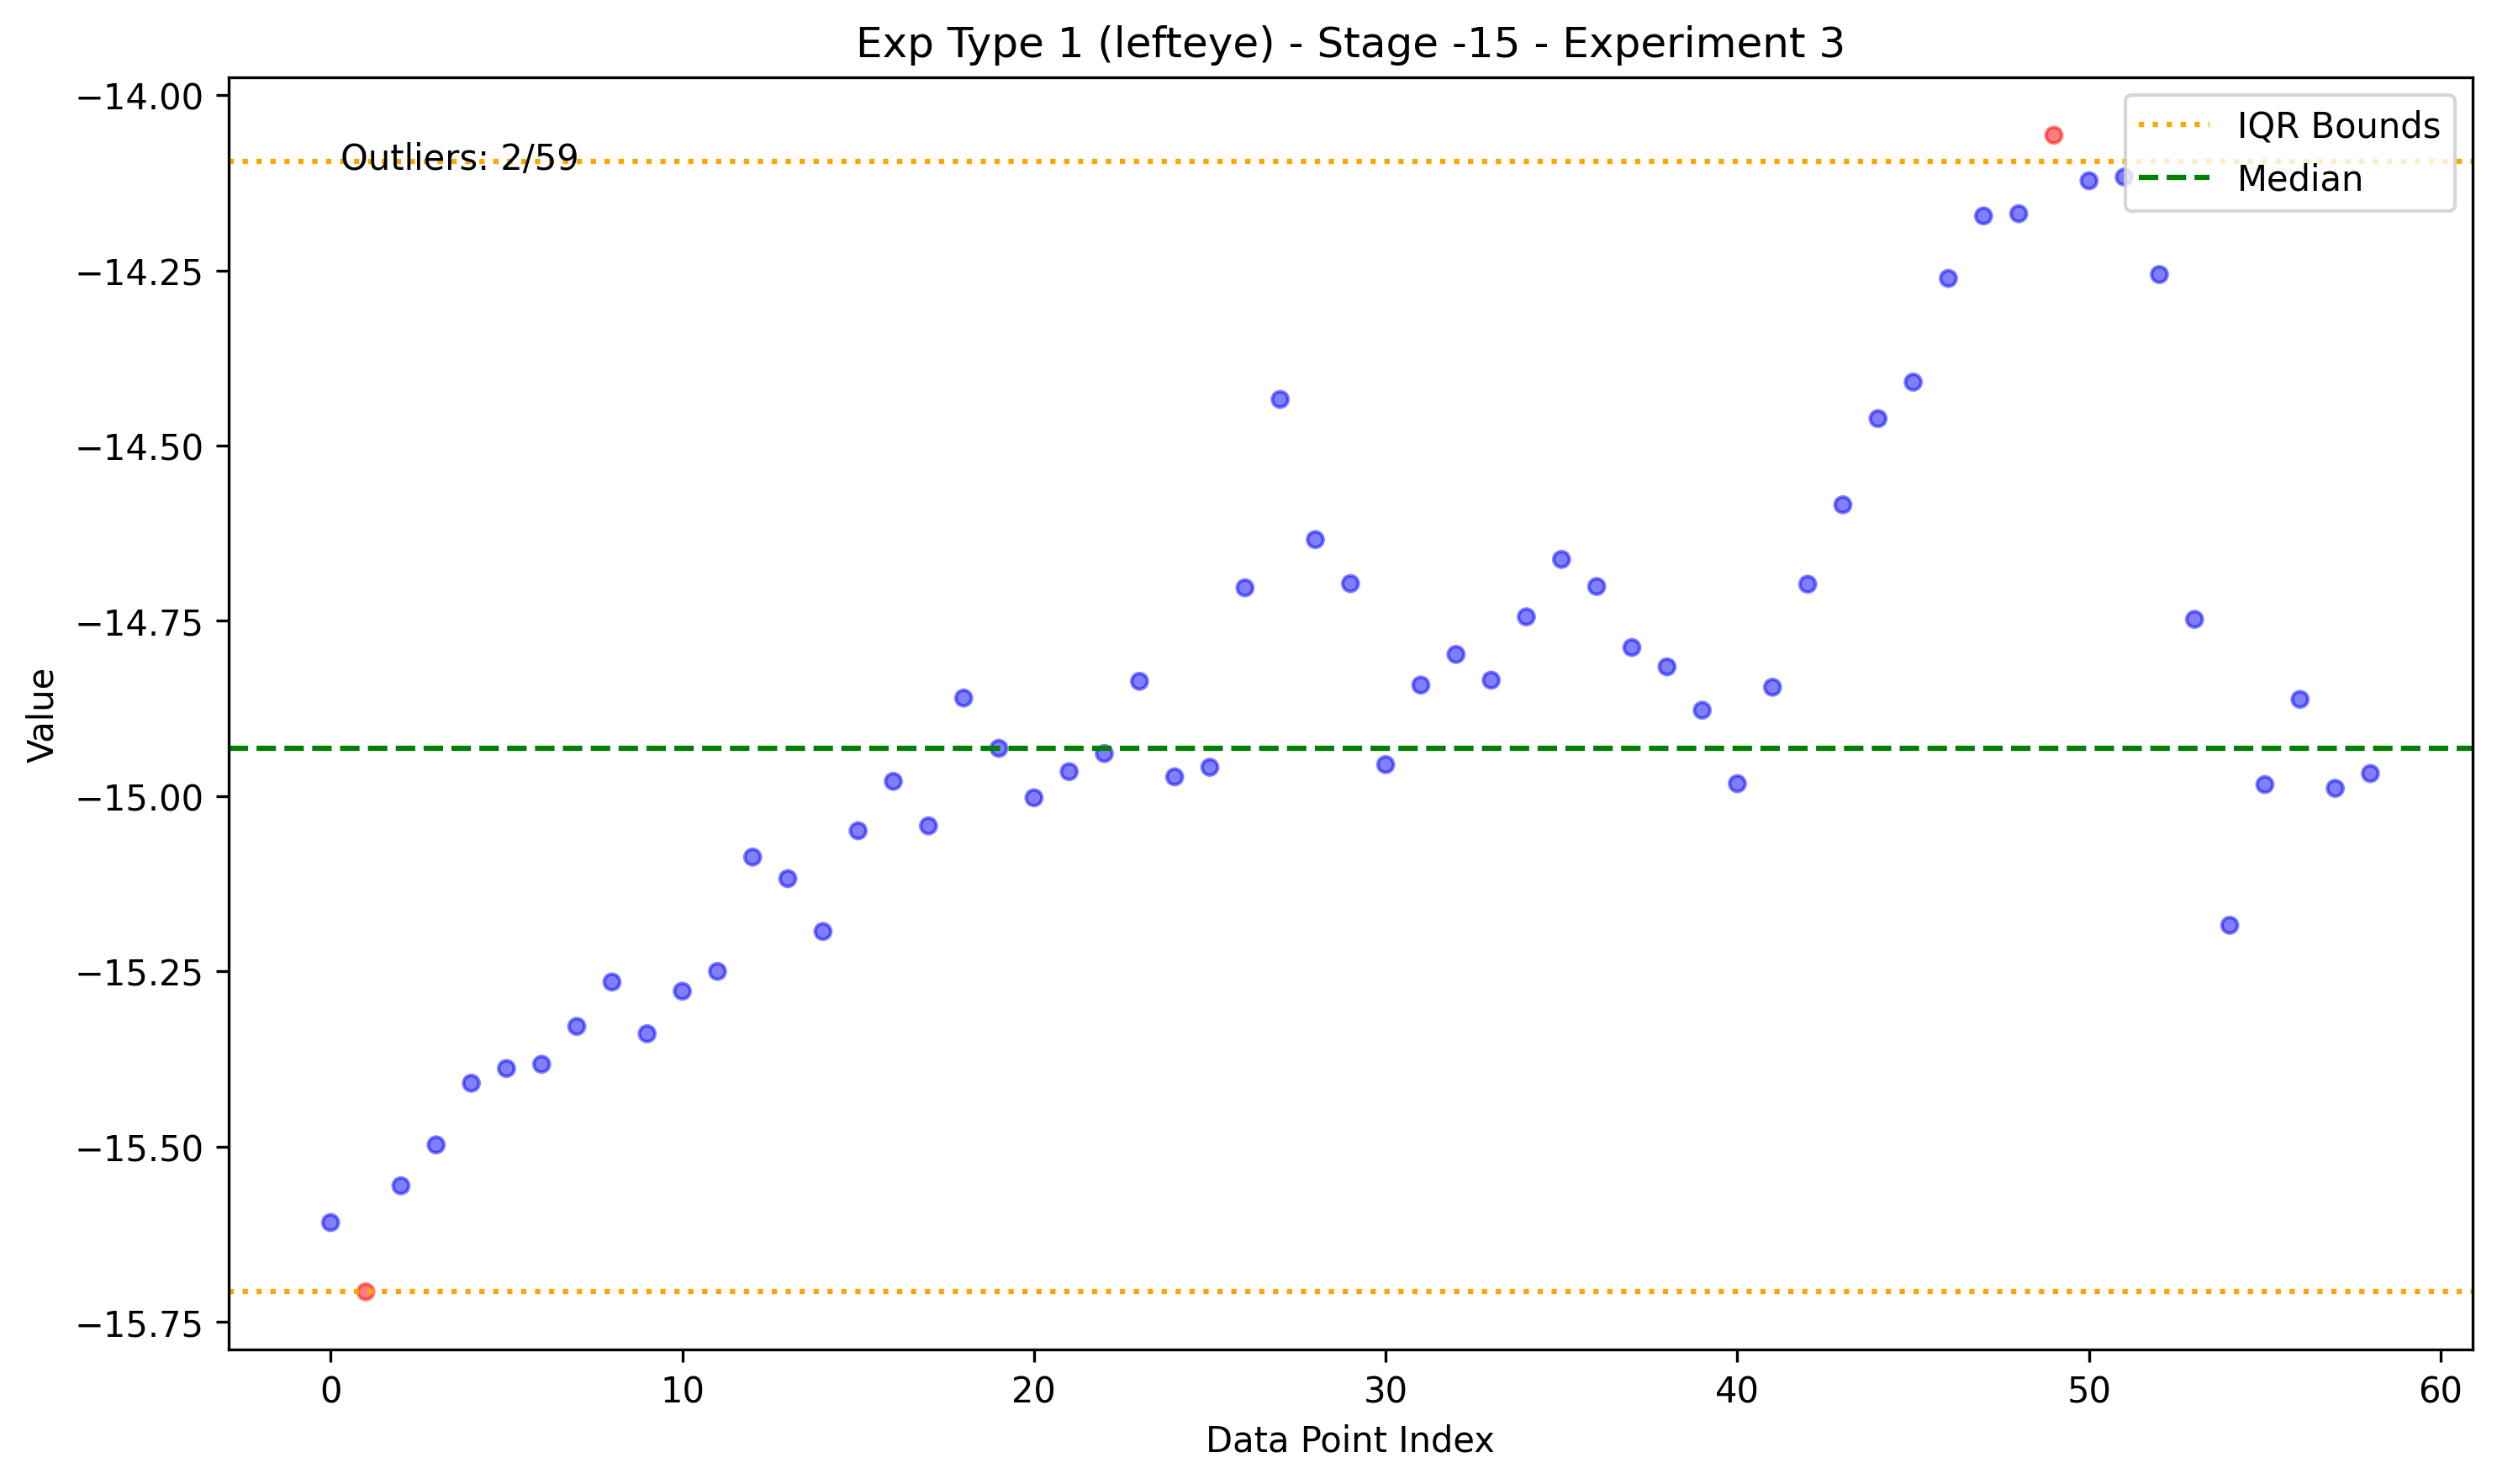 Exp Type 1 (lefteye) - Stage -15 - Experiment 3
−14.00
−14.25
−14.50
−14.75
−15.00
−15.25
−15.50
−15.75
Value
Outliers: 2/59
IQR Bounds
Median
0 10 20 30 40 50 60
Data Point Index